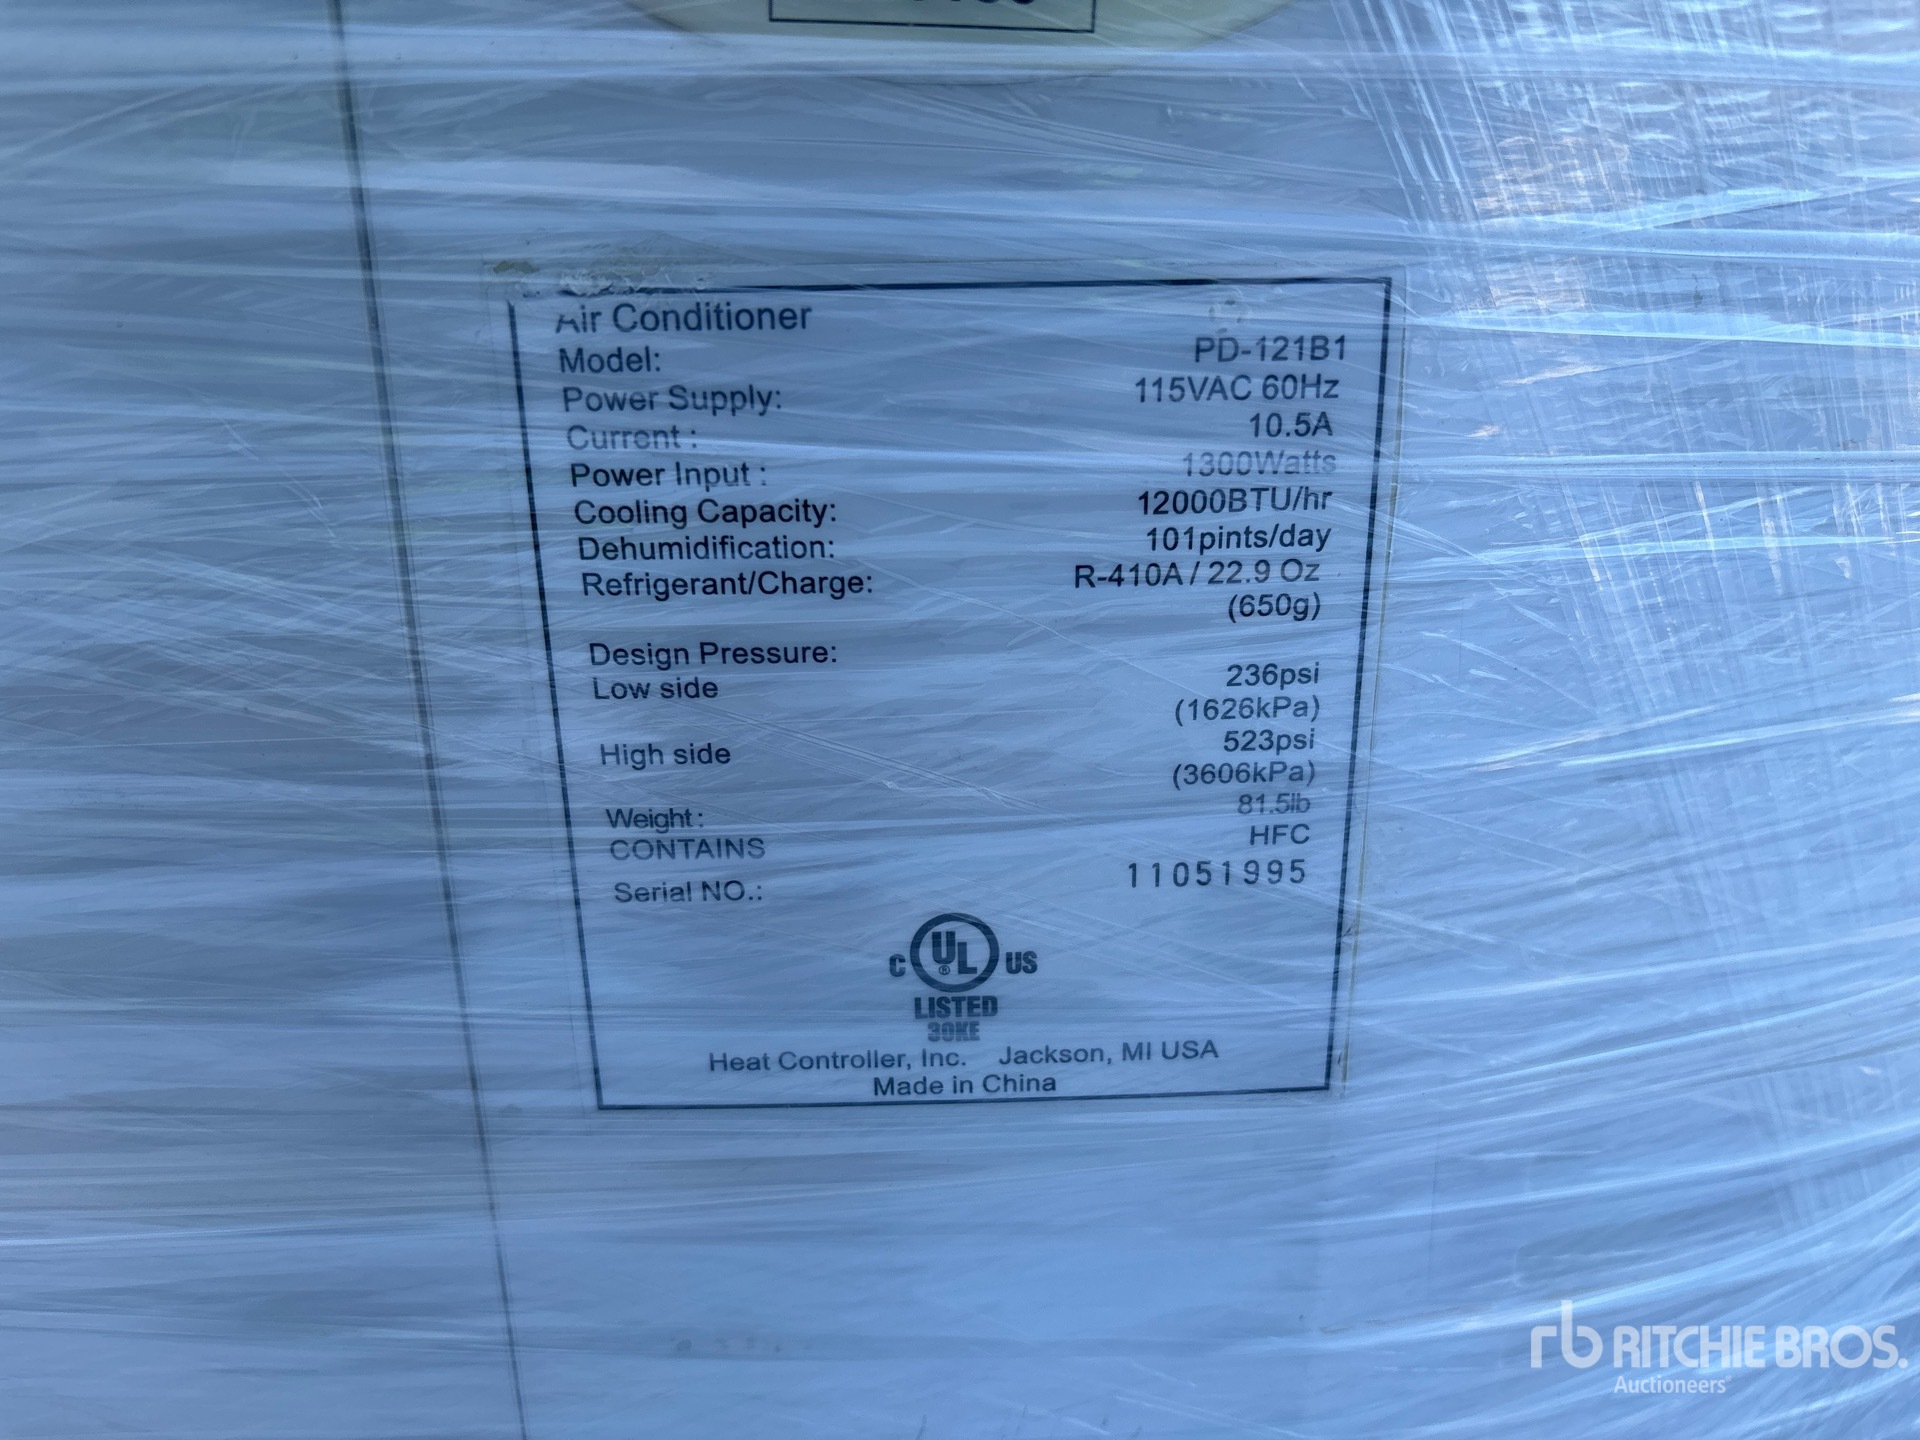 Air Conditioner
Model: PD-121B1
Power Supply: 115VAC 60Hz
Current : 10.5A
Power Input : 1300Watts
Cooling Capacity: 12000BTU/hr
Dehumidification: 101pints/day
Refrigerant/Charge: R-410A / 22.9 Oz
(650g)
Design Pressure:
Low side 236psi
(1626kPa)
High side 523psi
(3606kPa)
Weight: 81.5lb
CONTAINS HFC
Serial NO.: 11051995
C UL ® US
LISTED
30KE
Heat Controller, Inc. Jackson, MI USA
Made in China
rb RITCHIE BROS.
Auctioneers